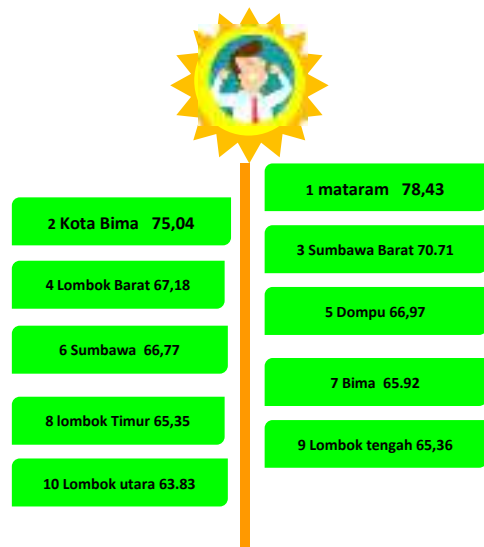 1 mataram 78,43
2 Kota Bima 75,04
3 Sumbawa Barat 70.71
4 Lombok Barat 67,18
5 Dompu 66,97
6 Sumbawa 66,77
7 Bima 65.92
8 lombok Timur 65,35
9 Lombok tengah 65,36
10 Lombok utara 63.83